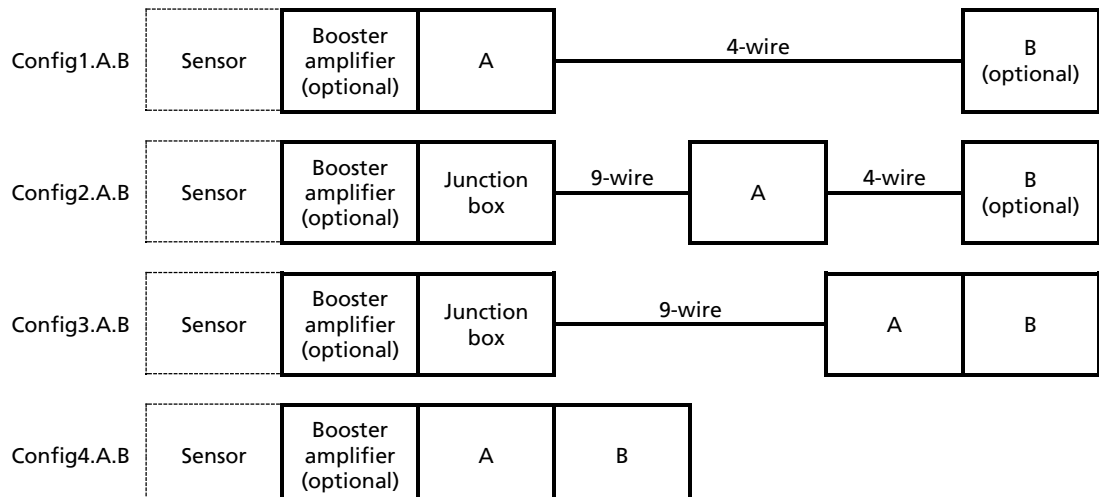 Config1.A.B
Sensor
Booster
amplifier
(optional)
A
4-wire
B
(optional)
Config2.A.B
Sensor
Booster
amplifier
(optional)
Junction
box
9-wire
A
4-wire
B
(optional)
Config3.A.B
Sensor
Booster
amplifier
(optional)
Junction
box
9-wire
A
B
Config4.A.B
Sensor
Booster
amplifier
(optional)
A
B